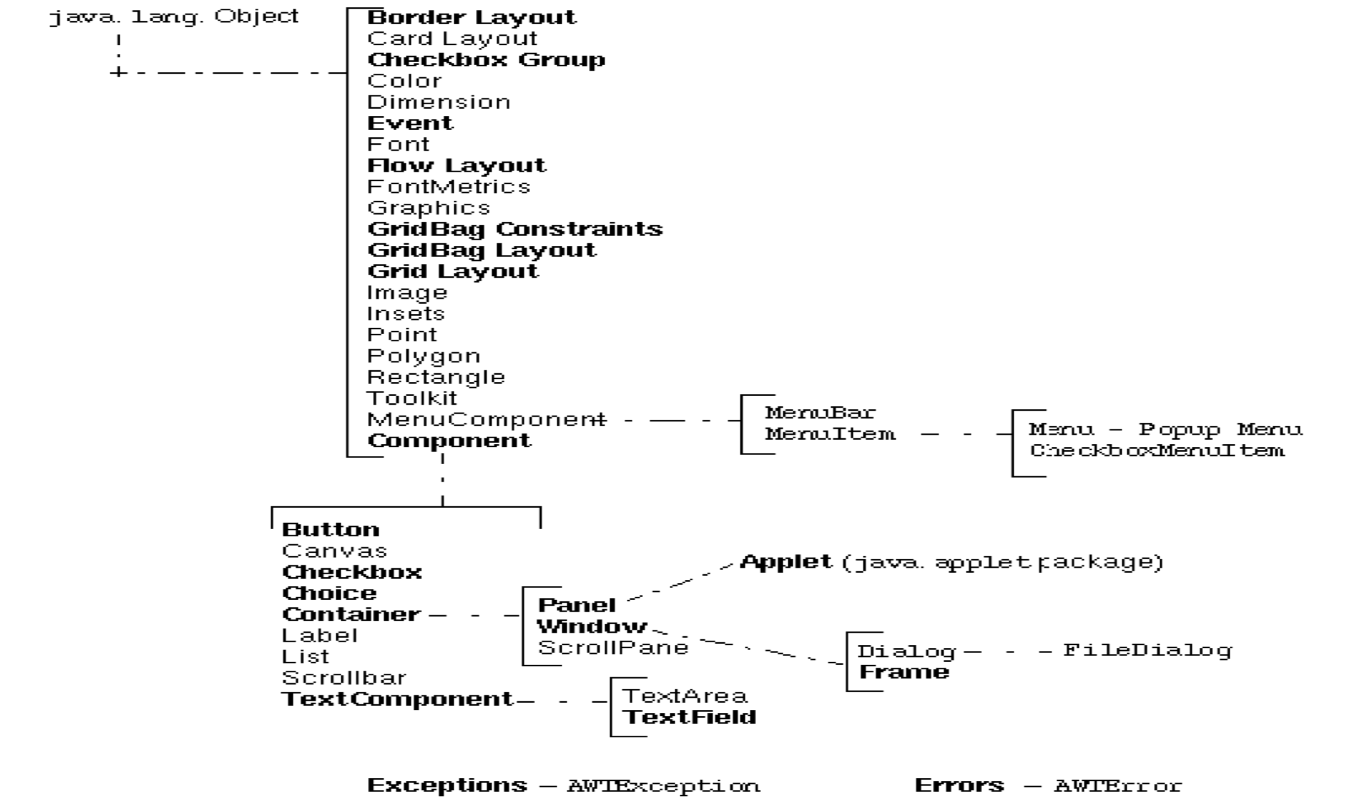 java.lang.Object
Border Layout
Card Layout
Checkbox Group
Color
Dimension
Event
Font
Flow Layout
FontMetrics
Graphics
GridBag Constraints
GridBag Layout
Grid Layout
Image
Insets
Point
Polygon
Rectangle
Toolkit
MenuComponent
Component
MenuBar
MenuItem
Menu - Popup Menu
CheckboxMenuItem
Button
Canvas
Checkbox
Choice
Container
Label
List
Scrollbar
TextComponent
Panel
Window
ScrollPane
Applet (java.applet package)
Dialog - - - FileDialog
Frame
TextArea
TextField
Exceptions - AWTException
Errors - AWTError